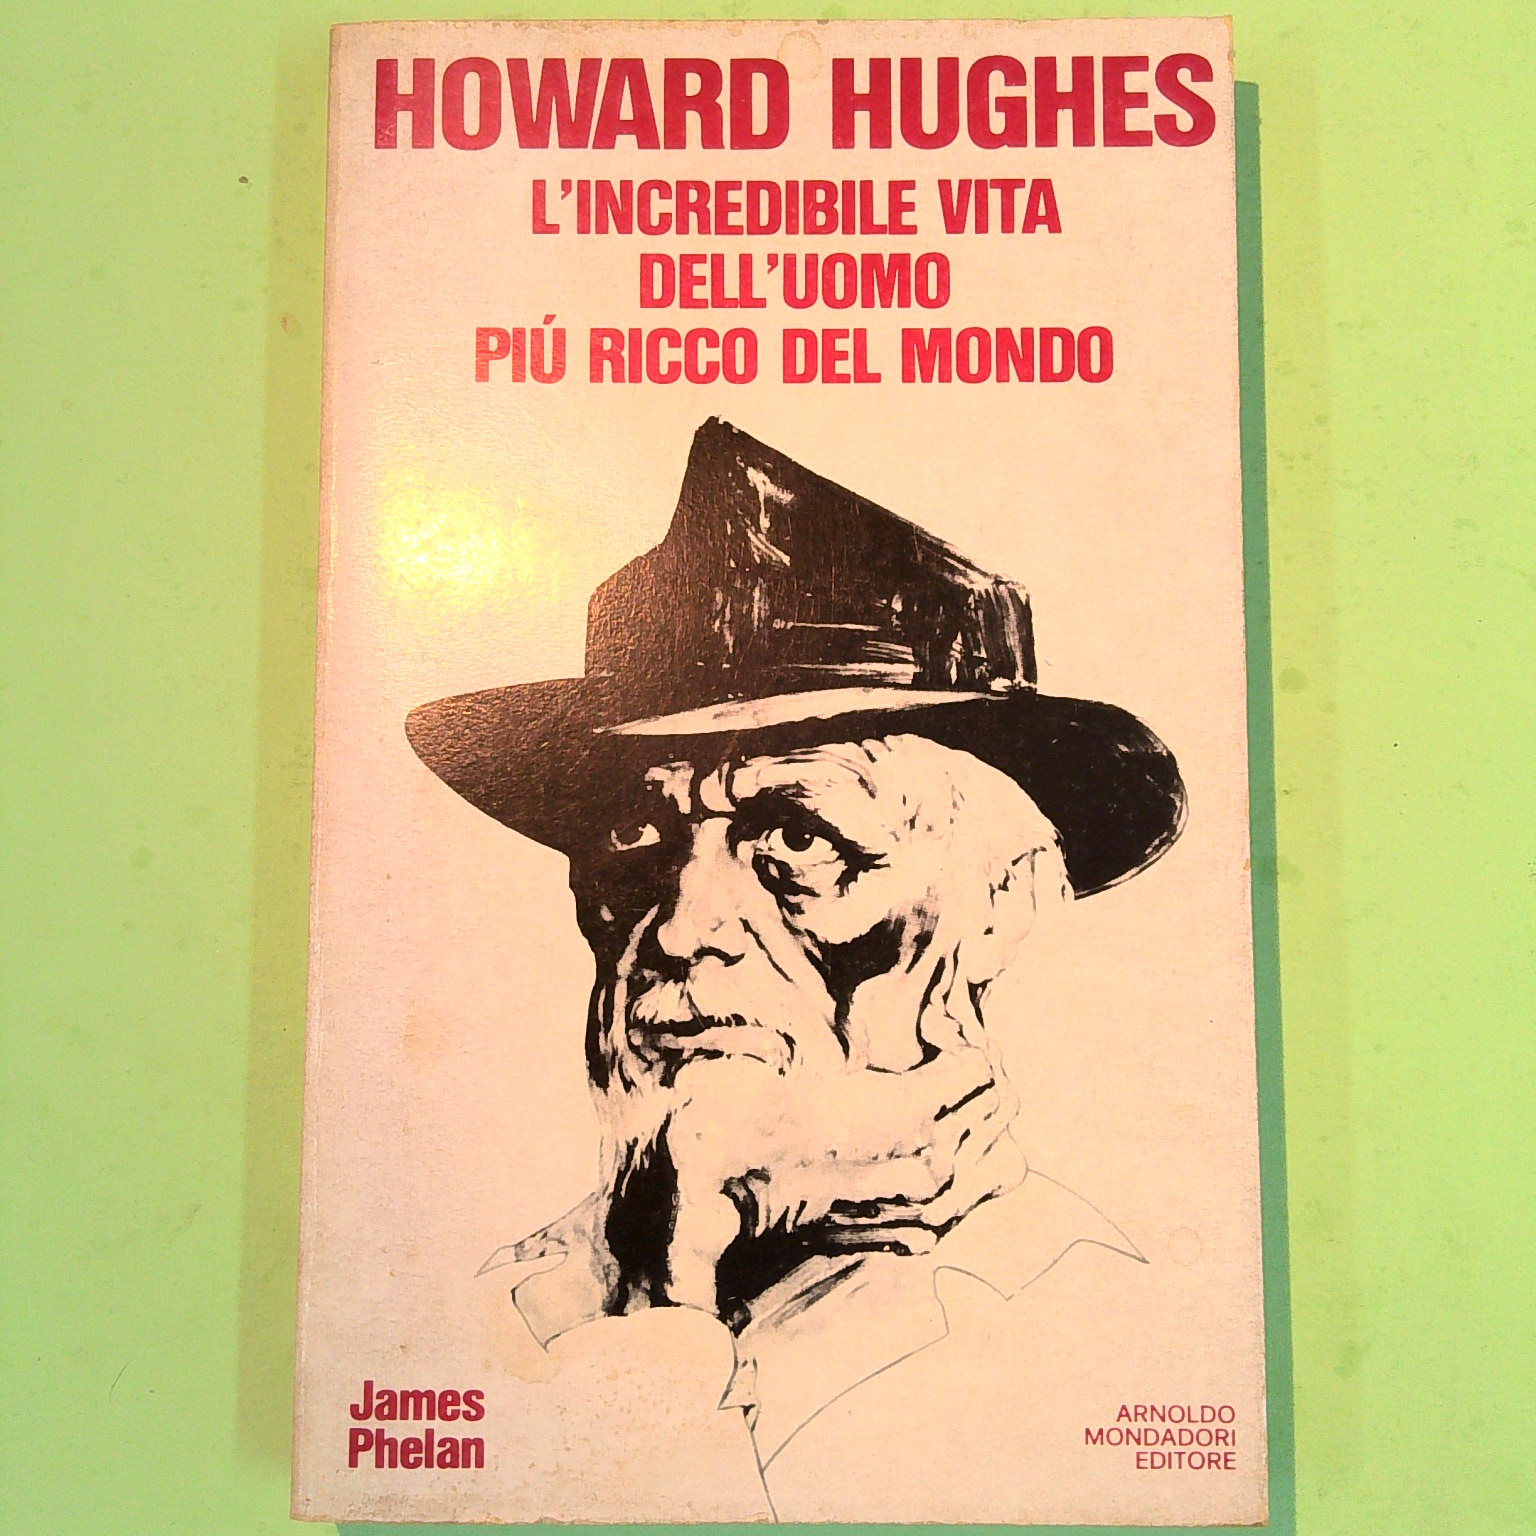 HOWARD HUGHES
L'INCREDIBILE VITA
DELL'UOMO
PIÚ RICCO DEL MONDO
James
Phelan
ARNOLDO
MONDADORI
EDITORE